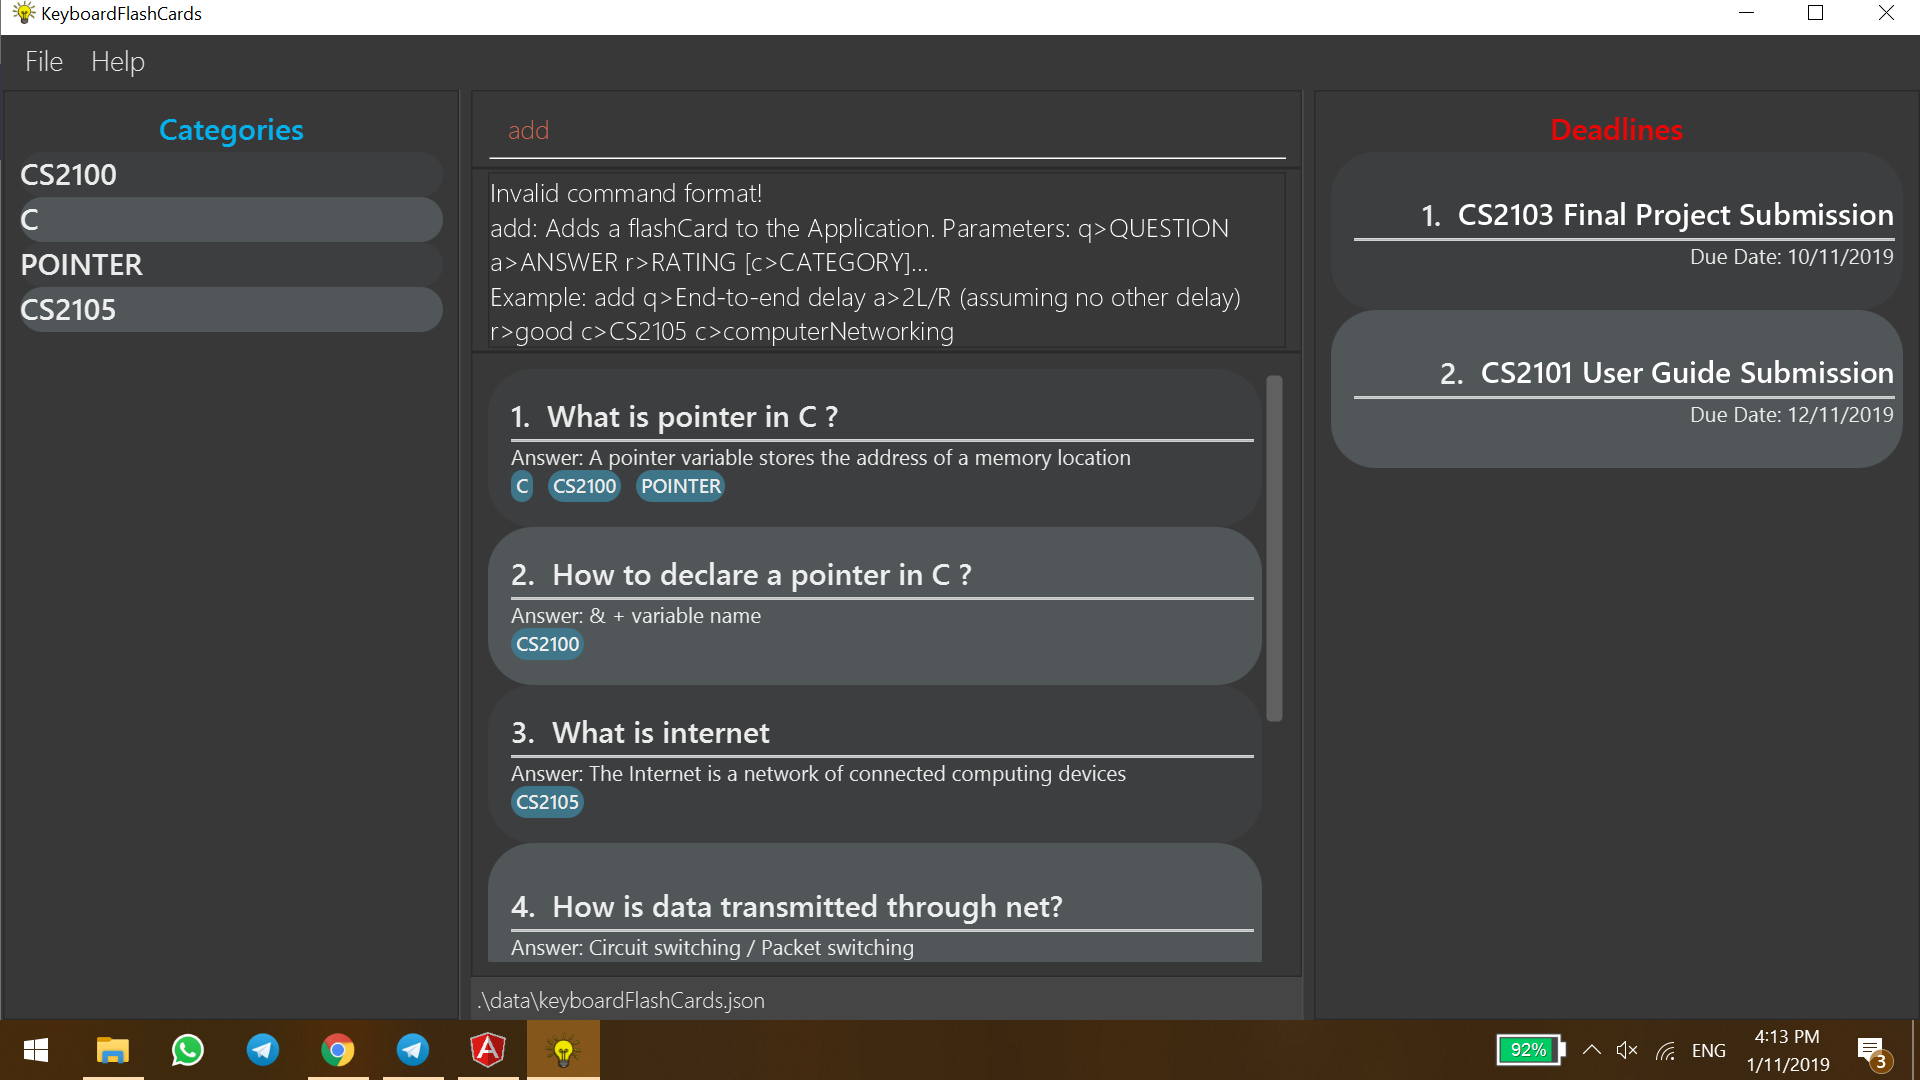 KeyboardFlashCards
File Help
Categories
CS2100
C
POINTER
CS2105
add
Invalid command format!
add: Adds a flashCard to the Application. Parameters: q>QUESTION
a>ANSWER r>RATING [c>CATEGORY]...
Example: add q>End-to-end delay a>2L/R (assuming no other delay)
r>good c>CS2105 c>computerNetworking
1. What is pointer in C ?
Answer: A pointer variable stores the address of a memory location
C CS2100 POINTER
2. How to declare a pointer in C ?
Answer: & + variable name
CS2100
3. What is internet
Answer: The Internet is a network of connected computing devices
CS2105
4. How is data transmitted through net?
Answer: Circuit switching / Packet switching
.\data\keyboardFlashCards.json
Deadlines
1. CS2103 Final Project Submission
Due Date: 10/11/2019
2. CS2101 User Guide Submission
Due Date: 12/11/2019
92%
ENG
4:13 PM
1/11/2019
3